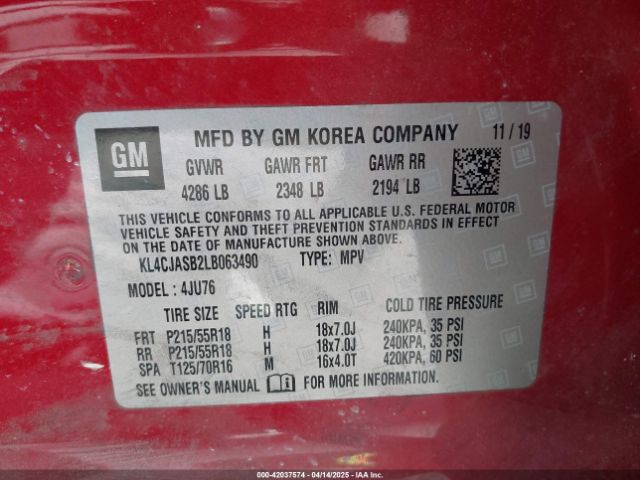 GM
MFD BY GM KOREA COMPANY 11 / 19
GVWR GAWR FRT GAWR RR
4286 LB 2348 LB 2194 LB
THIS VEHICLE CONFORMS TO ALL APPLICABLE U.S. FEDERAL MOTOR
VEHICLE SAFETY AND THEFT PREVENTION STANDARDS IN EFFECT
ON THE DATE OF MANUFACTURE SHOWN ABOVE.
KL4CJASB2LB063490 TYPE: MPV
MODEL : 4JU76
TIRE SIZE SPEED RTG RIM COLD TIRE PRESSURE
FRT P215/55R18 H 18x7.0J 240KPA, 35 PSI
RR P215/55R18 H 18x7.0J 240KPA, 35 PSI
SPA T125/70R16 M 16x4.0T 420KPA, 60 PSI
SEE OWNER'S MANUAL FOR MORE INFORMATION.
000-42037574 | 04/14/2025 - AMERICAN AUTO SHIELD